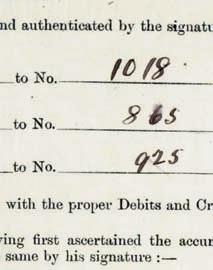 nd authenticated by the signatu
to No. 1018.
to No. 865
to No. 925
with the proper Debits and Cr
ving first ascertained the accur
same by his signature :—